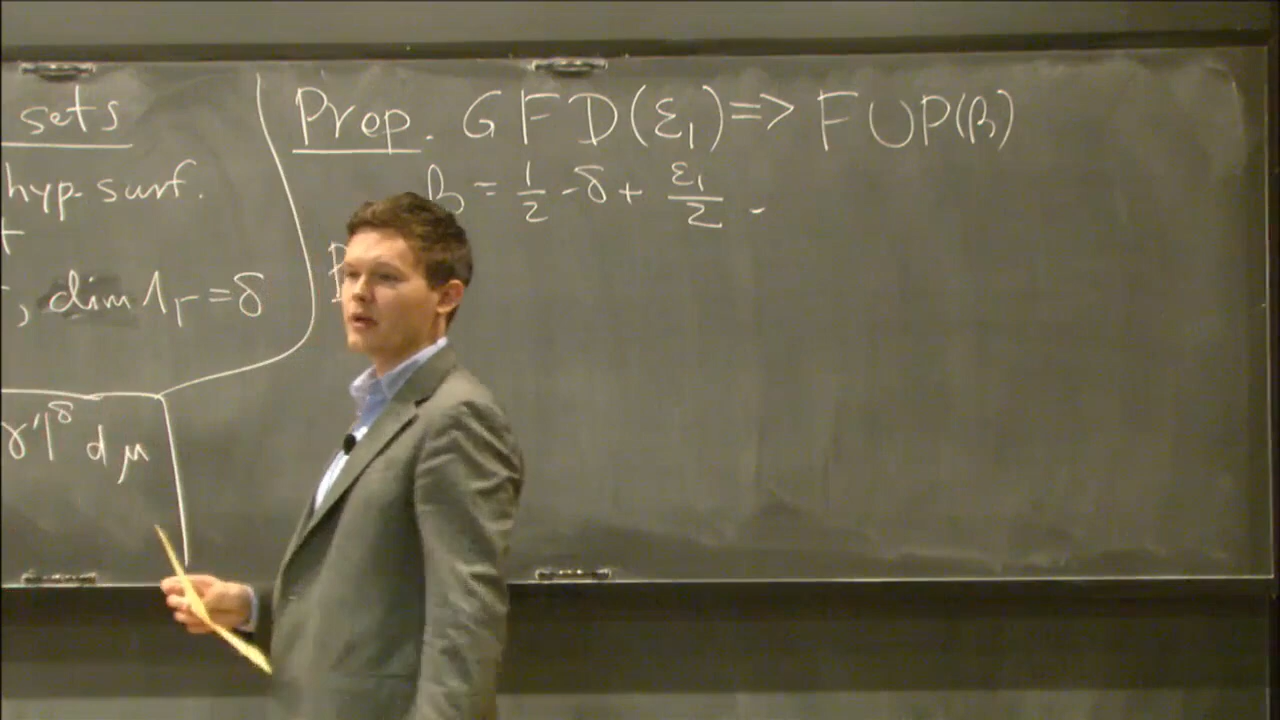 sets
hyp. surf.
, dim Λ_Γ = δ
γ'|^δ dμ
Prop. GFD(ε₁) => FUP(β)
β = 1/2 - δ + ε₁/2 -